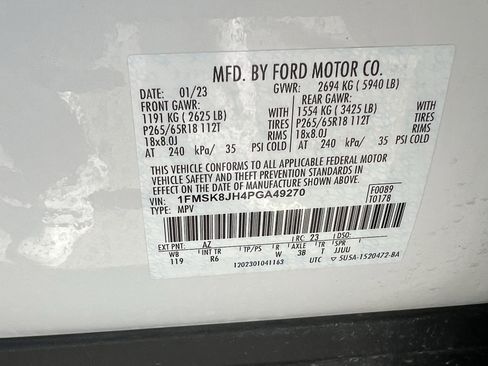 MFD. BY FORD MOTOR CO.
DATE: 01/23 GVWR: 2694 KG ( 5940 LB)
FRONT GAWR: REAR GAWR:
1191 KG ( 2625 LB) WITH 1554 KG ( 3425 LB) WITH
P265/65R18 112T TIRES P265/65R18 112T TIRES
18x8.0J RIMS 18x8.0J RIMS
AT 240 kPa/ 35 PSI COLD AT 240 kPa/ 35 PSI COLD
THIS VEHICLE CONFORMS TO ALL APPLICABLE FEDERAL MOTOR
VEHICLE SAFETY AND THEFT PREVENTION STANDARDS IN EFFECT
ON THE DATE OF MANUFACTURE SHOWN ABOVE.
VIN: 1FMSK8JH4PGA49270 F0089
TYPE: MPV T0178
EXT PNT: AZ RC: 23 DSO:
WB INT TR TP/PS R AXLE TR SPR
119 R6 W 38 T JJUU
1202301041163 UTC 5USA-1520472-BA